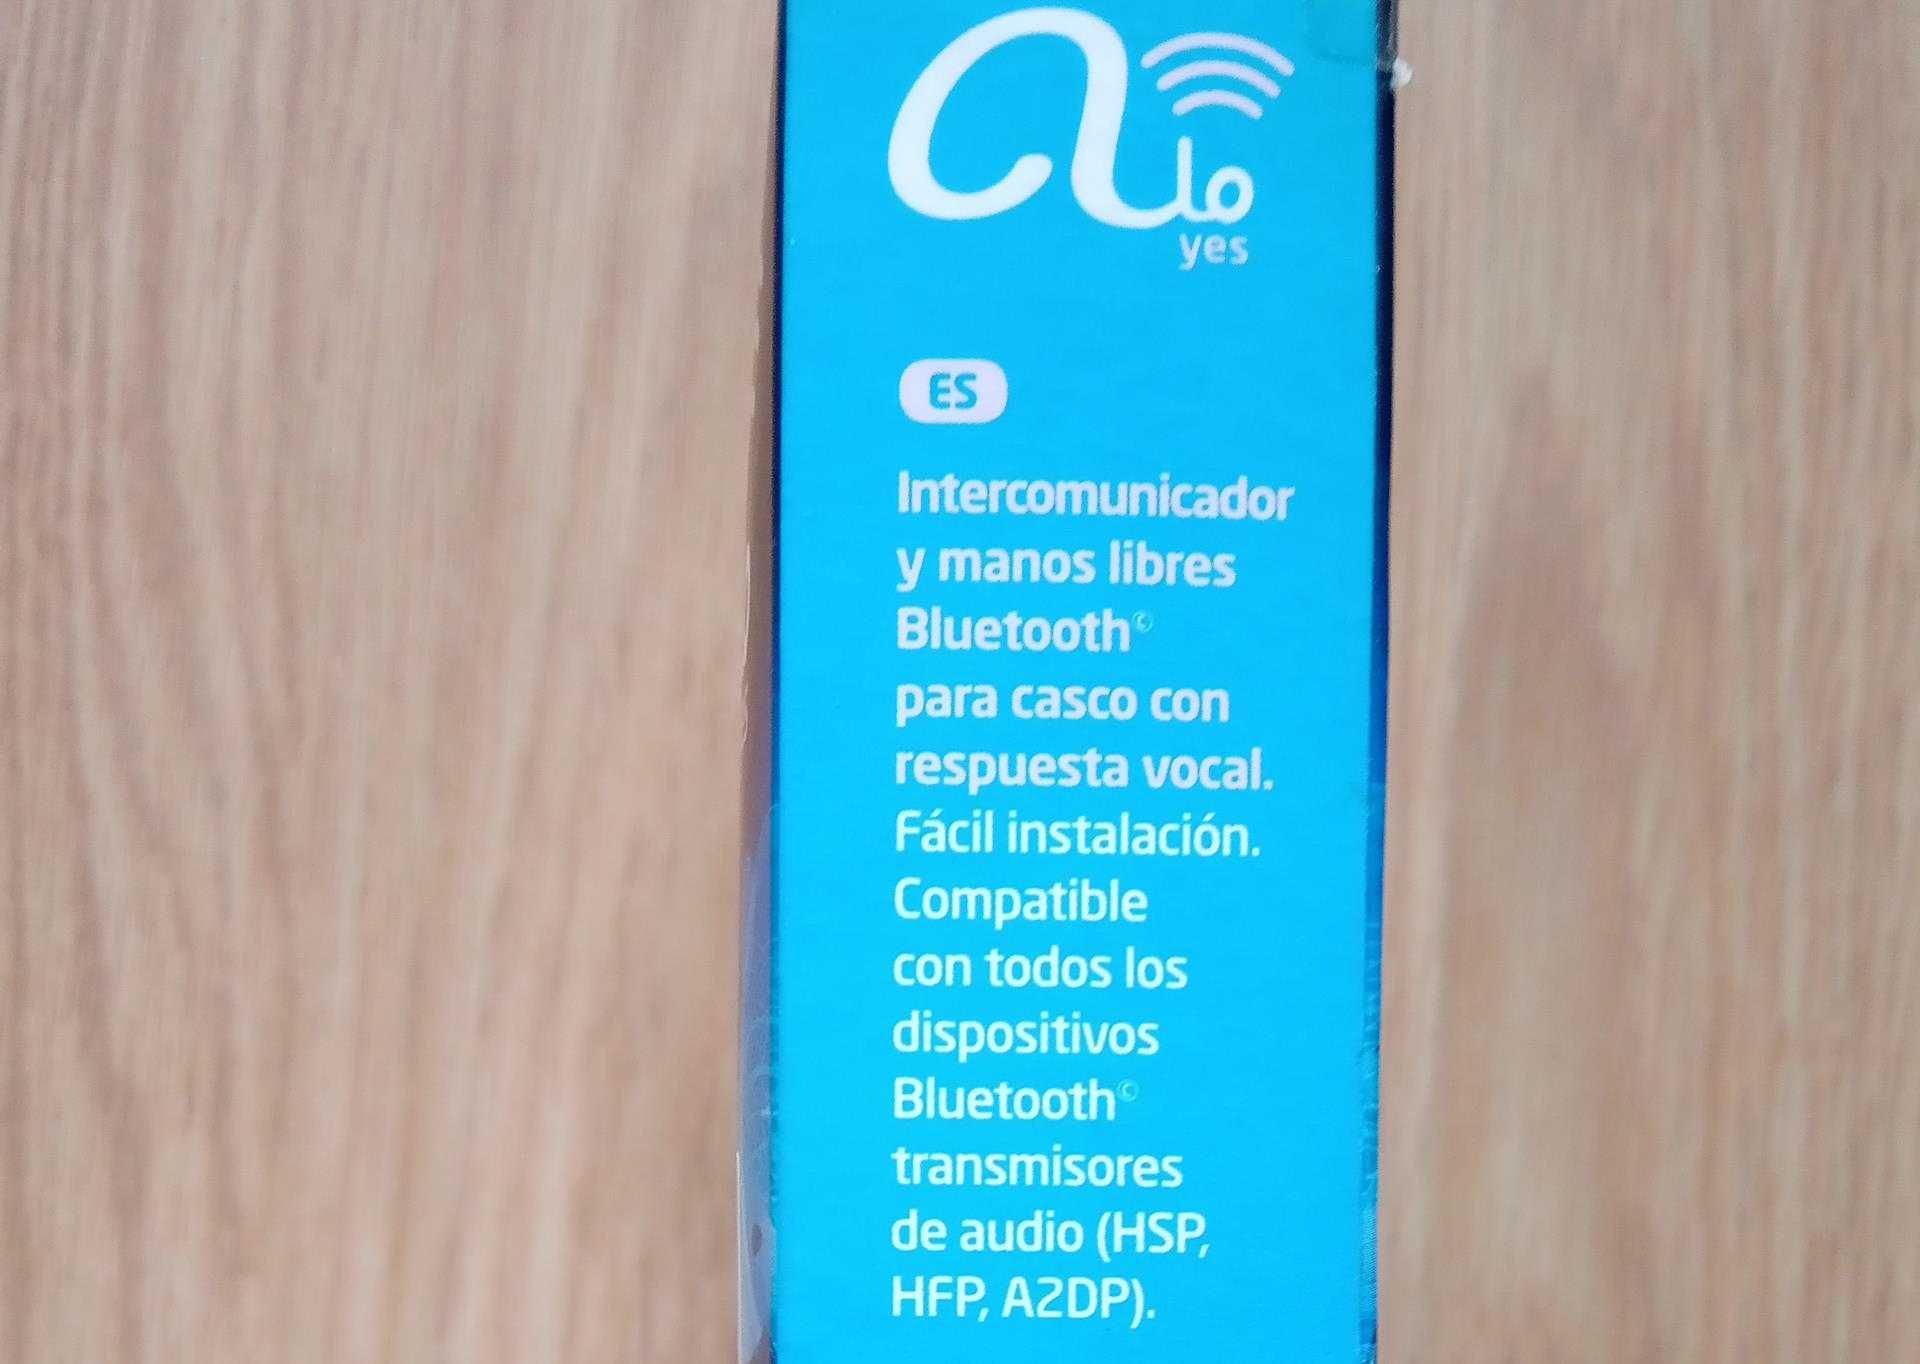 alo
yes
ES
Intercomunicador
y manos libres
Bluetooth©
para casco con
respuesta vocal.
Fácil instalación.
Compatible
con todos los
dispositivos
Bluetooth©
transmisores
de audio (HSP,
HFP, A2DP).